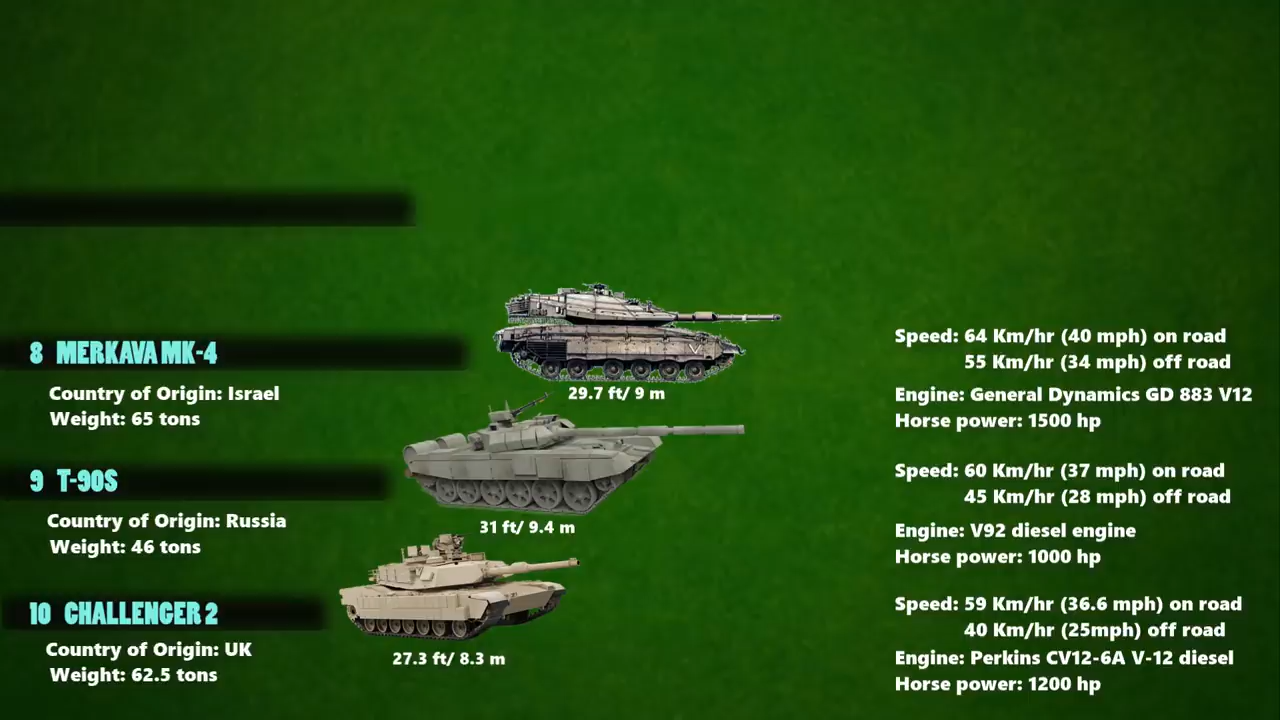 8 MERKAVA MK-4
Country of Origin: Israel
Weight: 65 tons
29.7 ft/ 9 m
Speed: 64 Km/hr (40 mph) on road
55 Km/hr (34 mph) off road
Engine: General Dynamics GD 883 V12
Horse power: 1500 hp
9 T-90S
Country of Origin: Russia
Weight: 46 tons
31 ft/ 9.4 m
Speed: 60 Km/hr (37 mph) on road
45 Km/hr (28 mph) off road
Engine: V92 diesel engine
Horse power: 1000 hp
10 CHALLENGER 2
Country of Origin: UK
Weight: 62.5 tons
27.3 ft/ 8.3 m
Speed: 59 Km/hr (36.6 mph) on road
40 Km/hr (25mph) off road
Engine: Perkins CV12-6A V-12 diesel
Horse power: 1200 hp